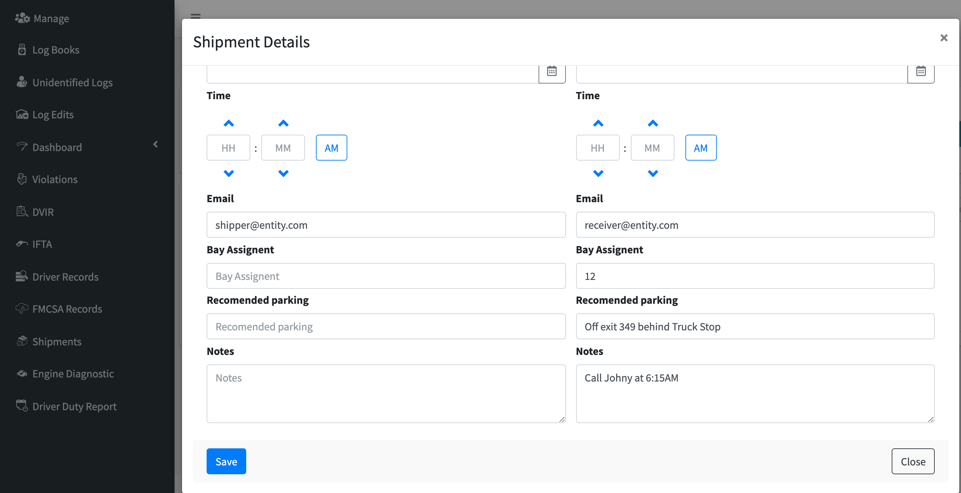 Manage
Log Books
Unidentified Logs
Log Edits
Dashboard
Violations
DVIR
IFTA
Driver Records
FMCSA Records
Shipments
Engine Diagnostic
Driver Duty Report
Shipment Details
×
Time
HH : MM AM
Time
HH : MM AM
Email
shipper@entity.com
Email
receiver@entity.com
Bay Assignent
Bay Assignent
Bay Assignent
12
Recomended parking
Recomended parking
Recomended parking
Off exit 349 behind Truck Stop
Notes
Notes
Notes
Call Johny at 6:15AM
Save
Close